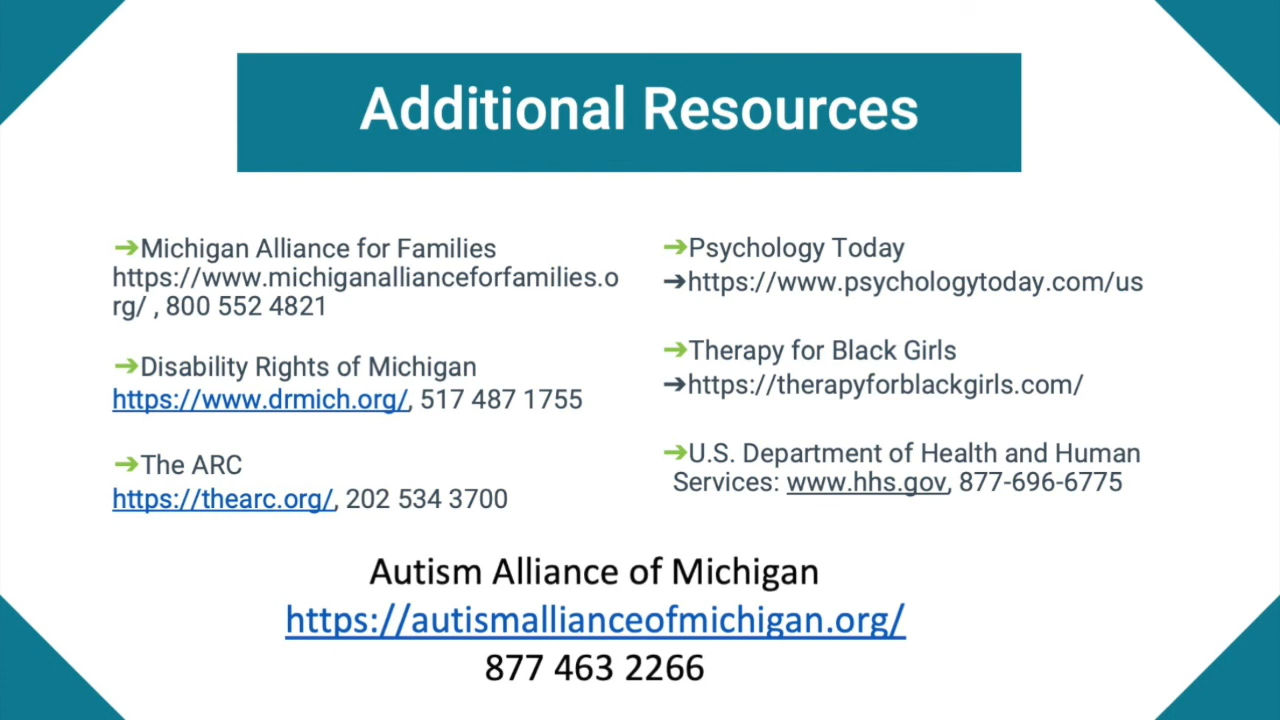 Additional Resources
➔Michigan Alliance for Families
https://www.michiganallianceforfamilies.o
rg/ , 800 552 4821
➔Disability Rights of Michigan
https://www.drmich.org/, 517 487 1755
➔The ARC
https://thearc.org/, 202 534 3700
➔Psychology Today
➔https://www.psychologytoday.com/us
➔Therapy for Black Girls
➔https://therapyforblackgirls.com/
➔U.S. Department of Health and Human
Services: www.hhs.gov, 877-696-6775
Autism Alliance of Michigan
https://autismallianceofmichigan.org/
877 463 2266